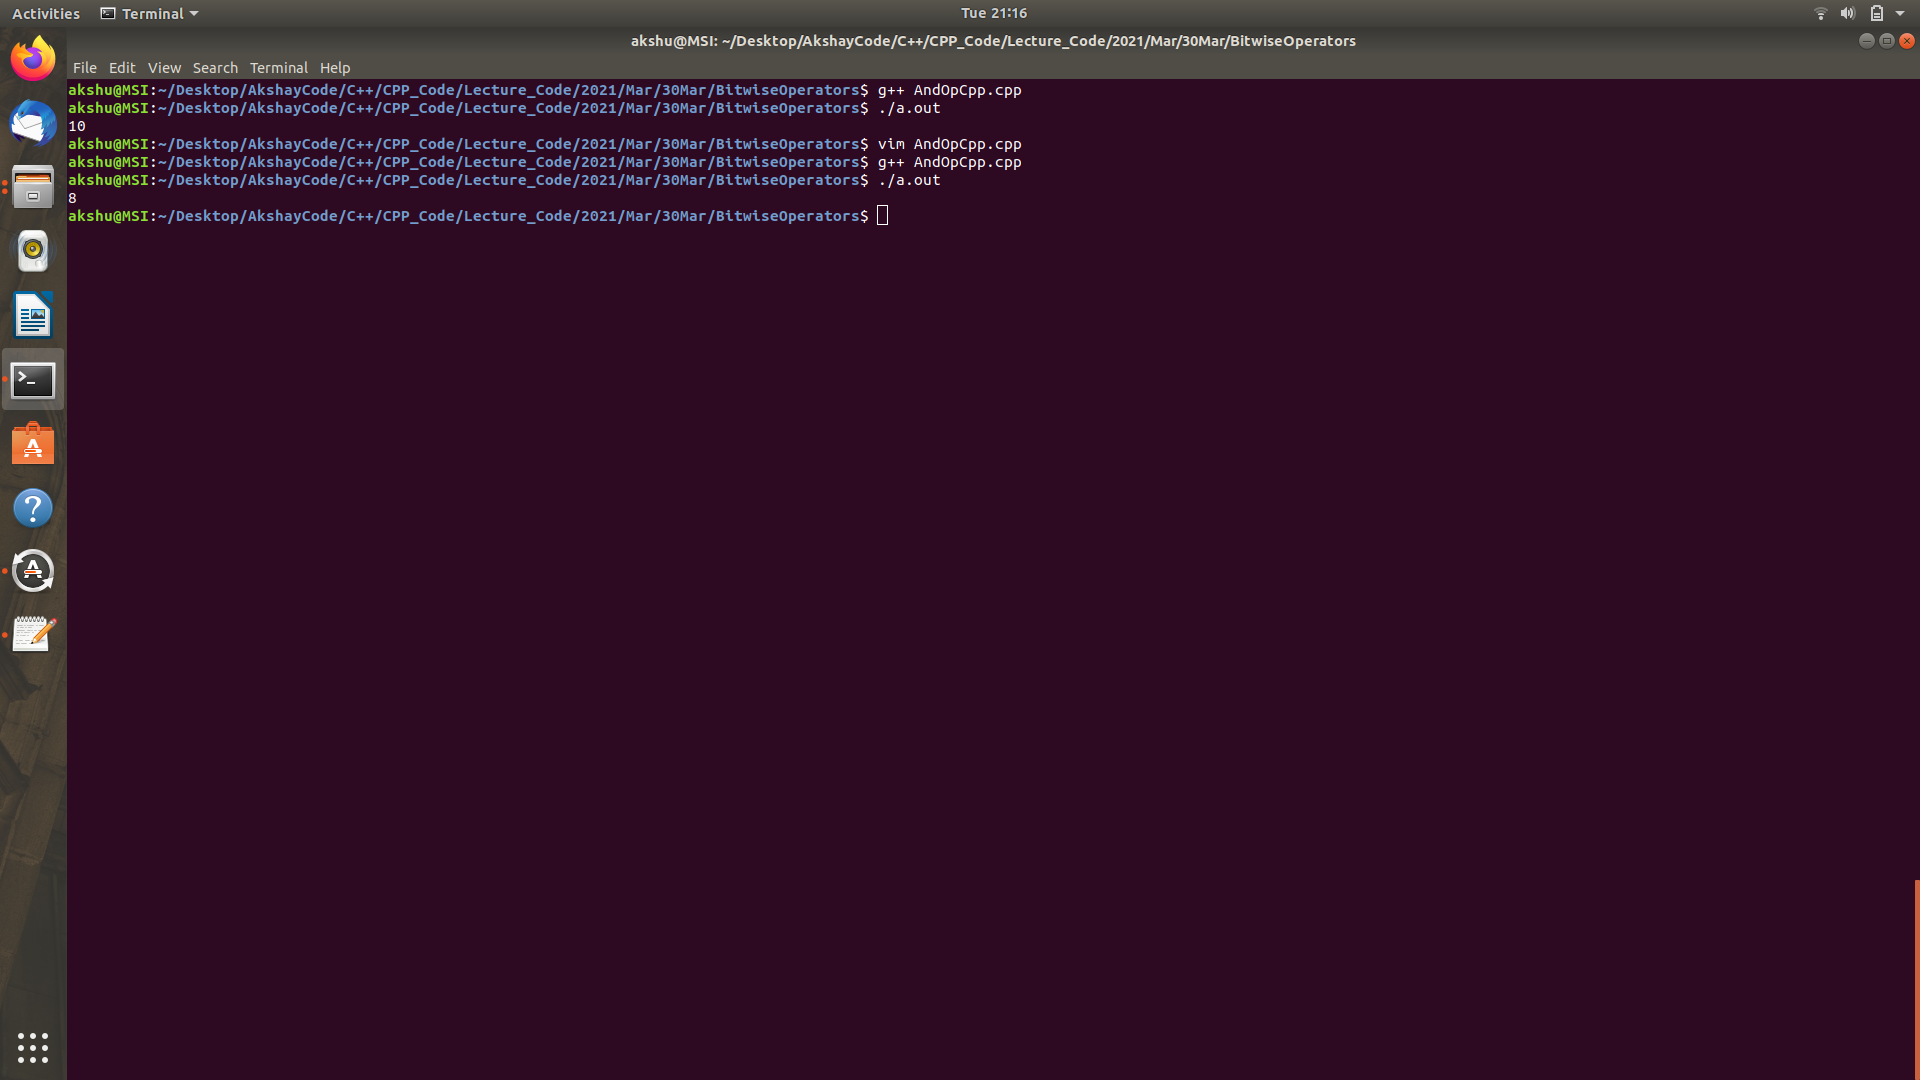 Activities Terminal Tue 21:16
akshu@MSI: ~/Desktop/AkshayCode/C++/CPP_Code/Lecture_Code/2021/Mar/30Mar/BitwiseOperators
File Edit View Search Terminal Help
akshu@MSI:~/Desktop/AkshayCode/C++/CPP_Code/Lecture_Code/2021/Mar/30Mar/BitwiseOperators$ g++ AndOpCpp.cpp
akshu@MSI:~/Desktop/AkshayCode/C++/CPP_Code/Lecture_Code/2021/Mar/30Mar/BitwiseOperators$ ./a.out
10
akshu@MSI:~/Desktop/AkshayCode/C++/CPP_Code/Lecture_Code/2021/Mar/30Mar/BitwiseOperators$ vim AndOpCpp.cpp
akshu@MSI:~/Desktop/AkshayCode/C++/CPP_Code/Lecture_Code/2021/Mar/30Mar/BitwiseOperators$ g++ AndOpCpp.cpp
akshu@MSI:~/Desktop/AkshayCode/C++/CPP_Code/Lecture_Code/2021/Mar/30Mar/BitwiseOperators$ ./a.out
8
akshu@MSI:~/Desktop/AkshayCode/C++/CPP_Code/Lecture_Code/2021/Mar/30Mar/BitwiseOperators$